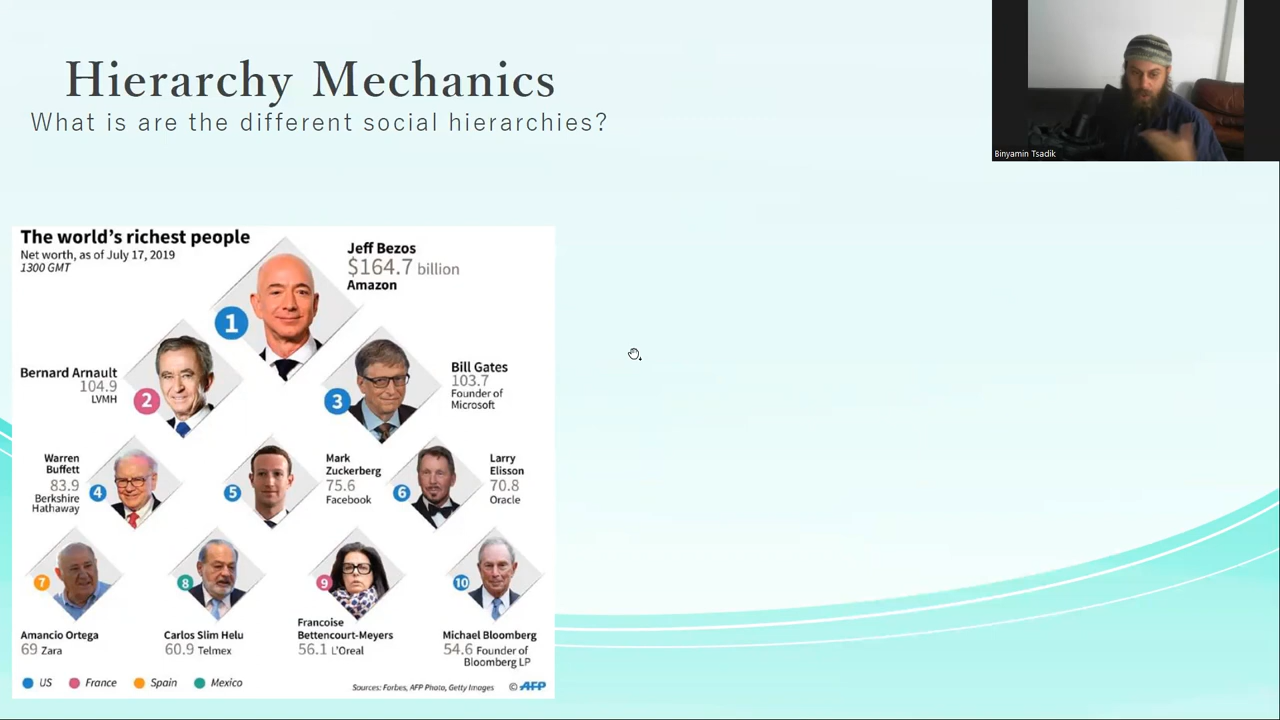 Hierarchy Mechanics
What is are the different social hierarchies?
Binyamin Tsadik
The world's richest people
Net worth, as of July 17, 2019
1300 GMT
Jeff Bezos
$164.7 billion
Amazon
1
Bernard Arnault
104.9
LVMH
2
Bill Gates
103.7
Founder of
Microsoft
3
Warren
Buffett
83.9
Berkshire
Hathaway
4
Mark
Zuckerberg
75.6
Facebook
5
Larry
Elisson
70.8
Oracle
6
7
Amancio Ortega
69 Zara
8
Carlos Slim Helu
60.9 Telmex
9
Francoise
Bettencourt-Meyers
56.1 L'Oreal
10
Michael Bloomberg
54.6 Founder of
Bloomberg LP
US France Spain Mexico
Sources: Forbes, AFP Photo, Getty Images © AFP